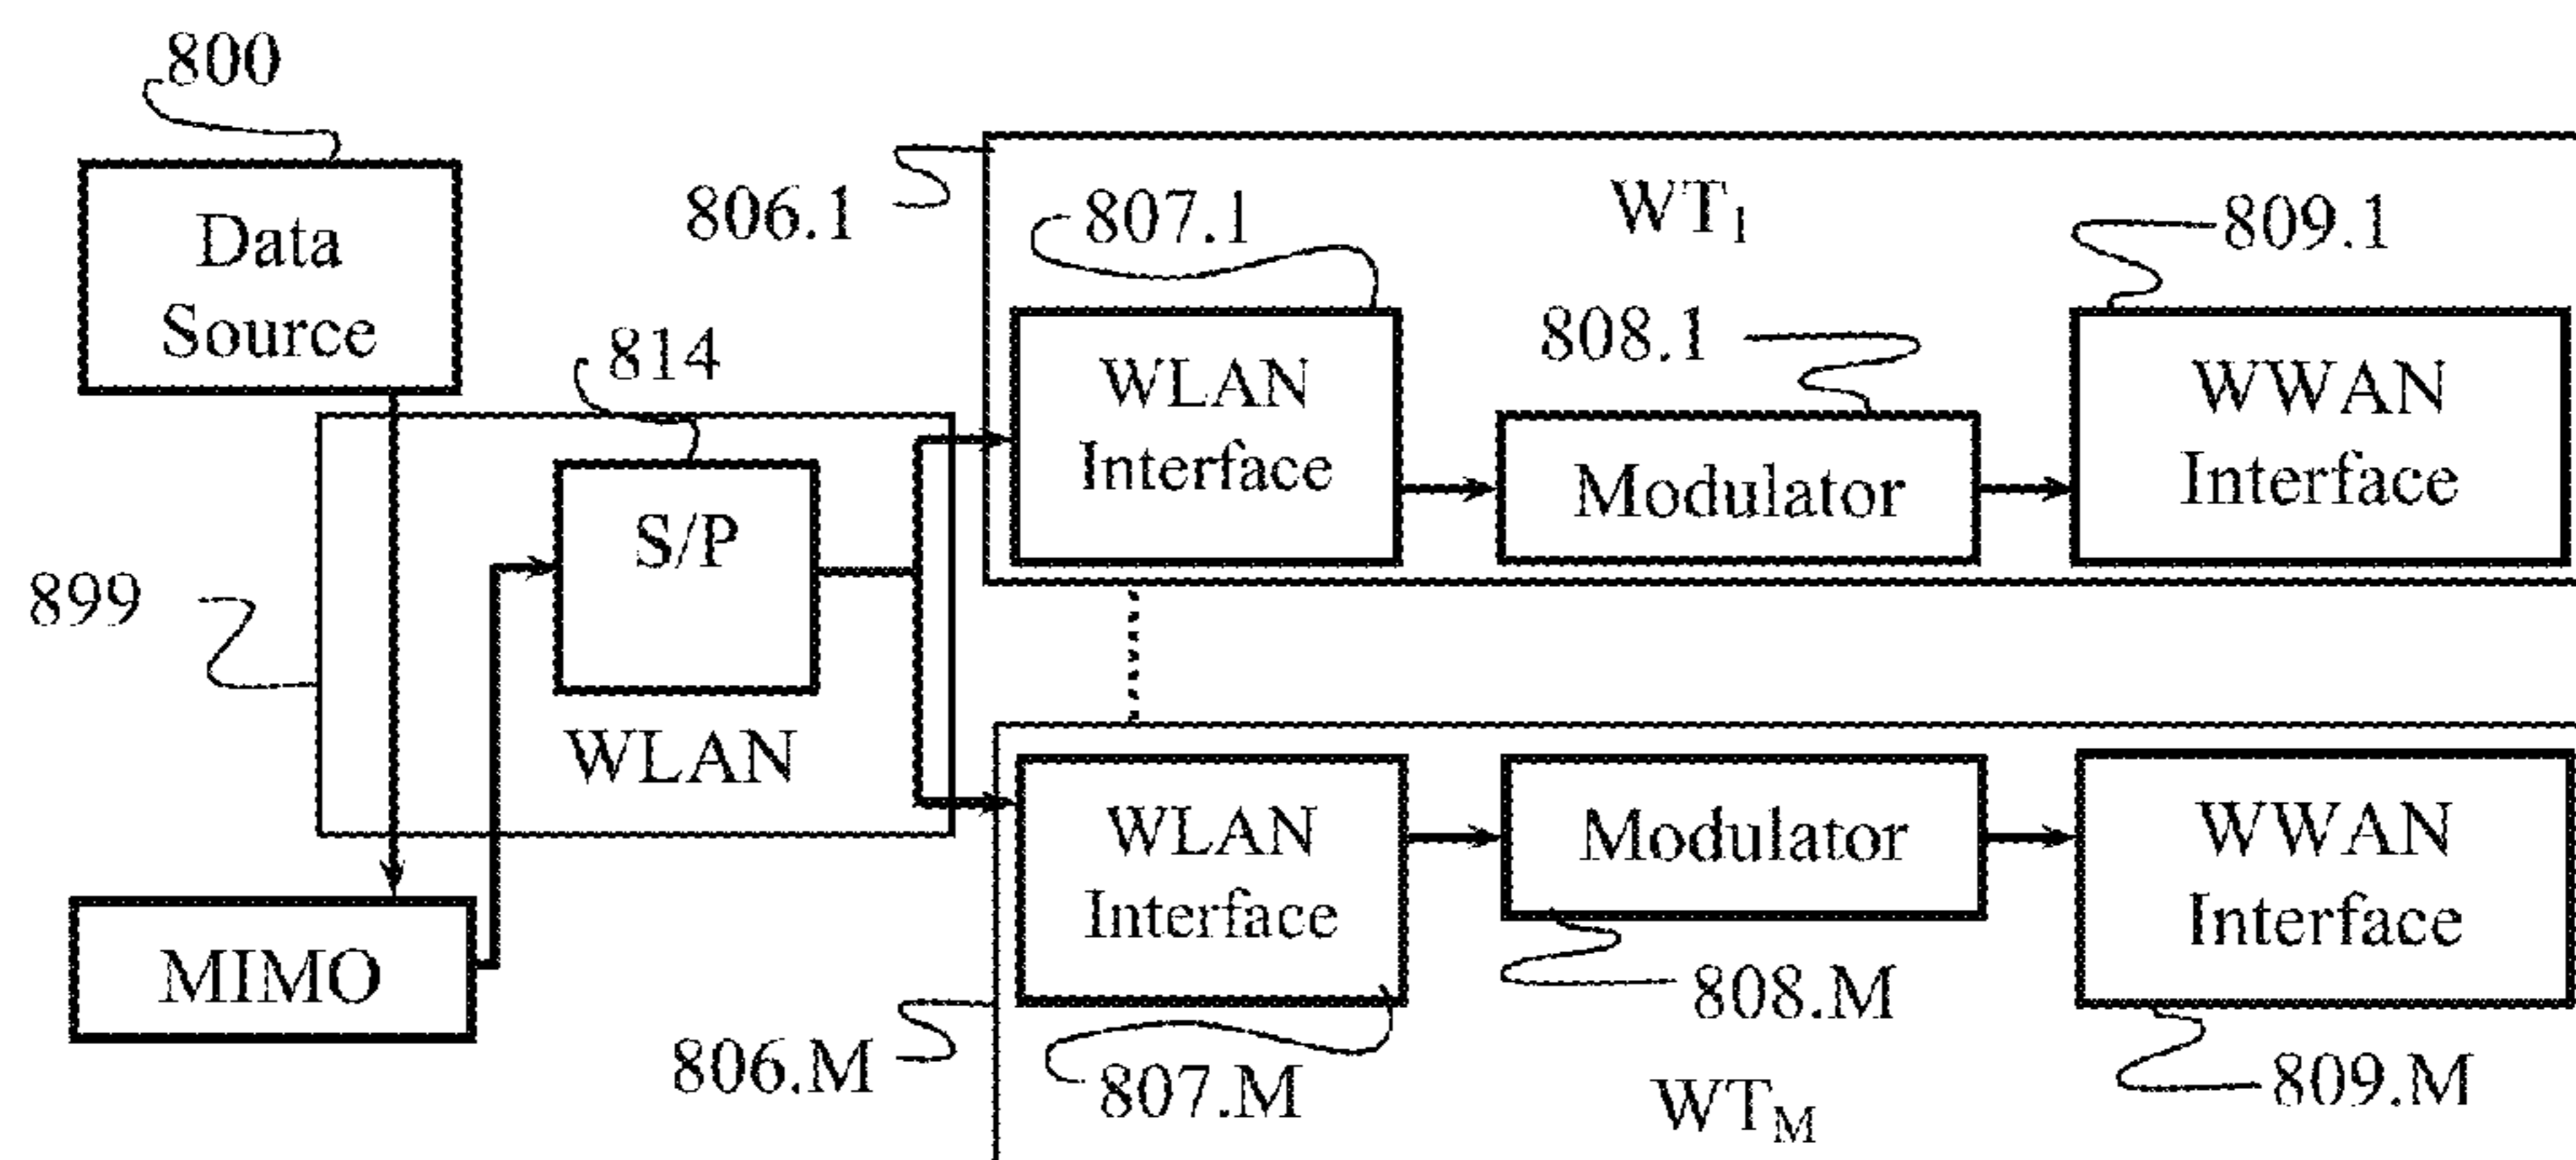 800
Data
Source
814
899
S/P
WLAN
MIMO
806.1
807.1
WT1
809.1
808.1
WLAN
Interface
Modulator
WWAN
Interface
WLAN
Interface
Modulator
WWAN
Interface
806.M
807.M
808.M
WTM
809.M